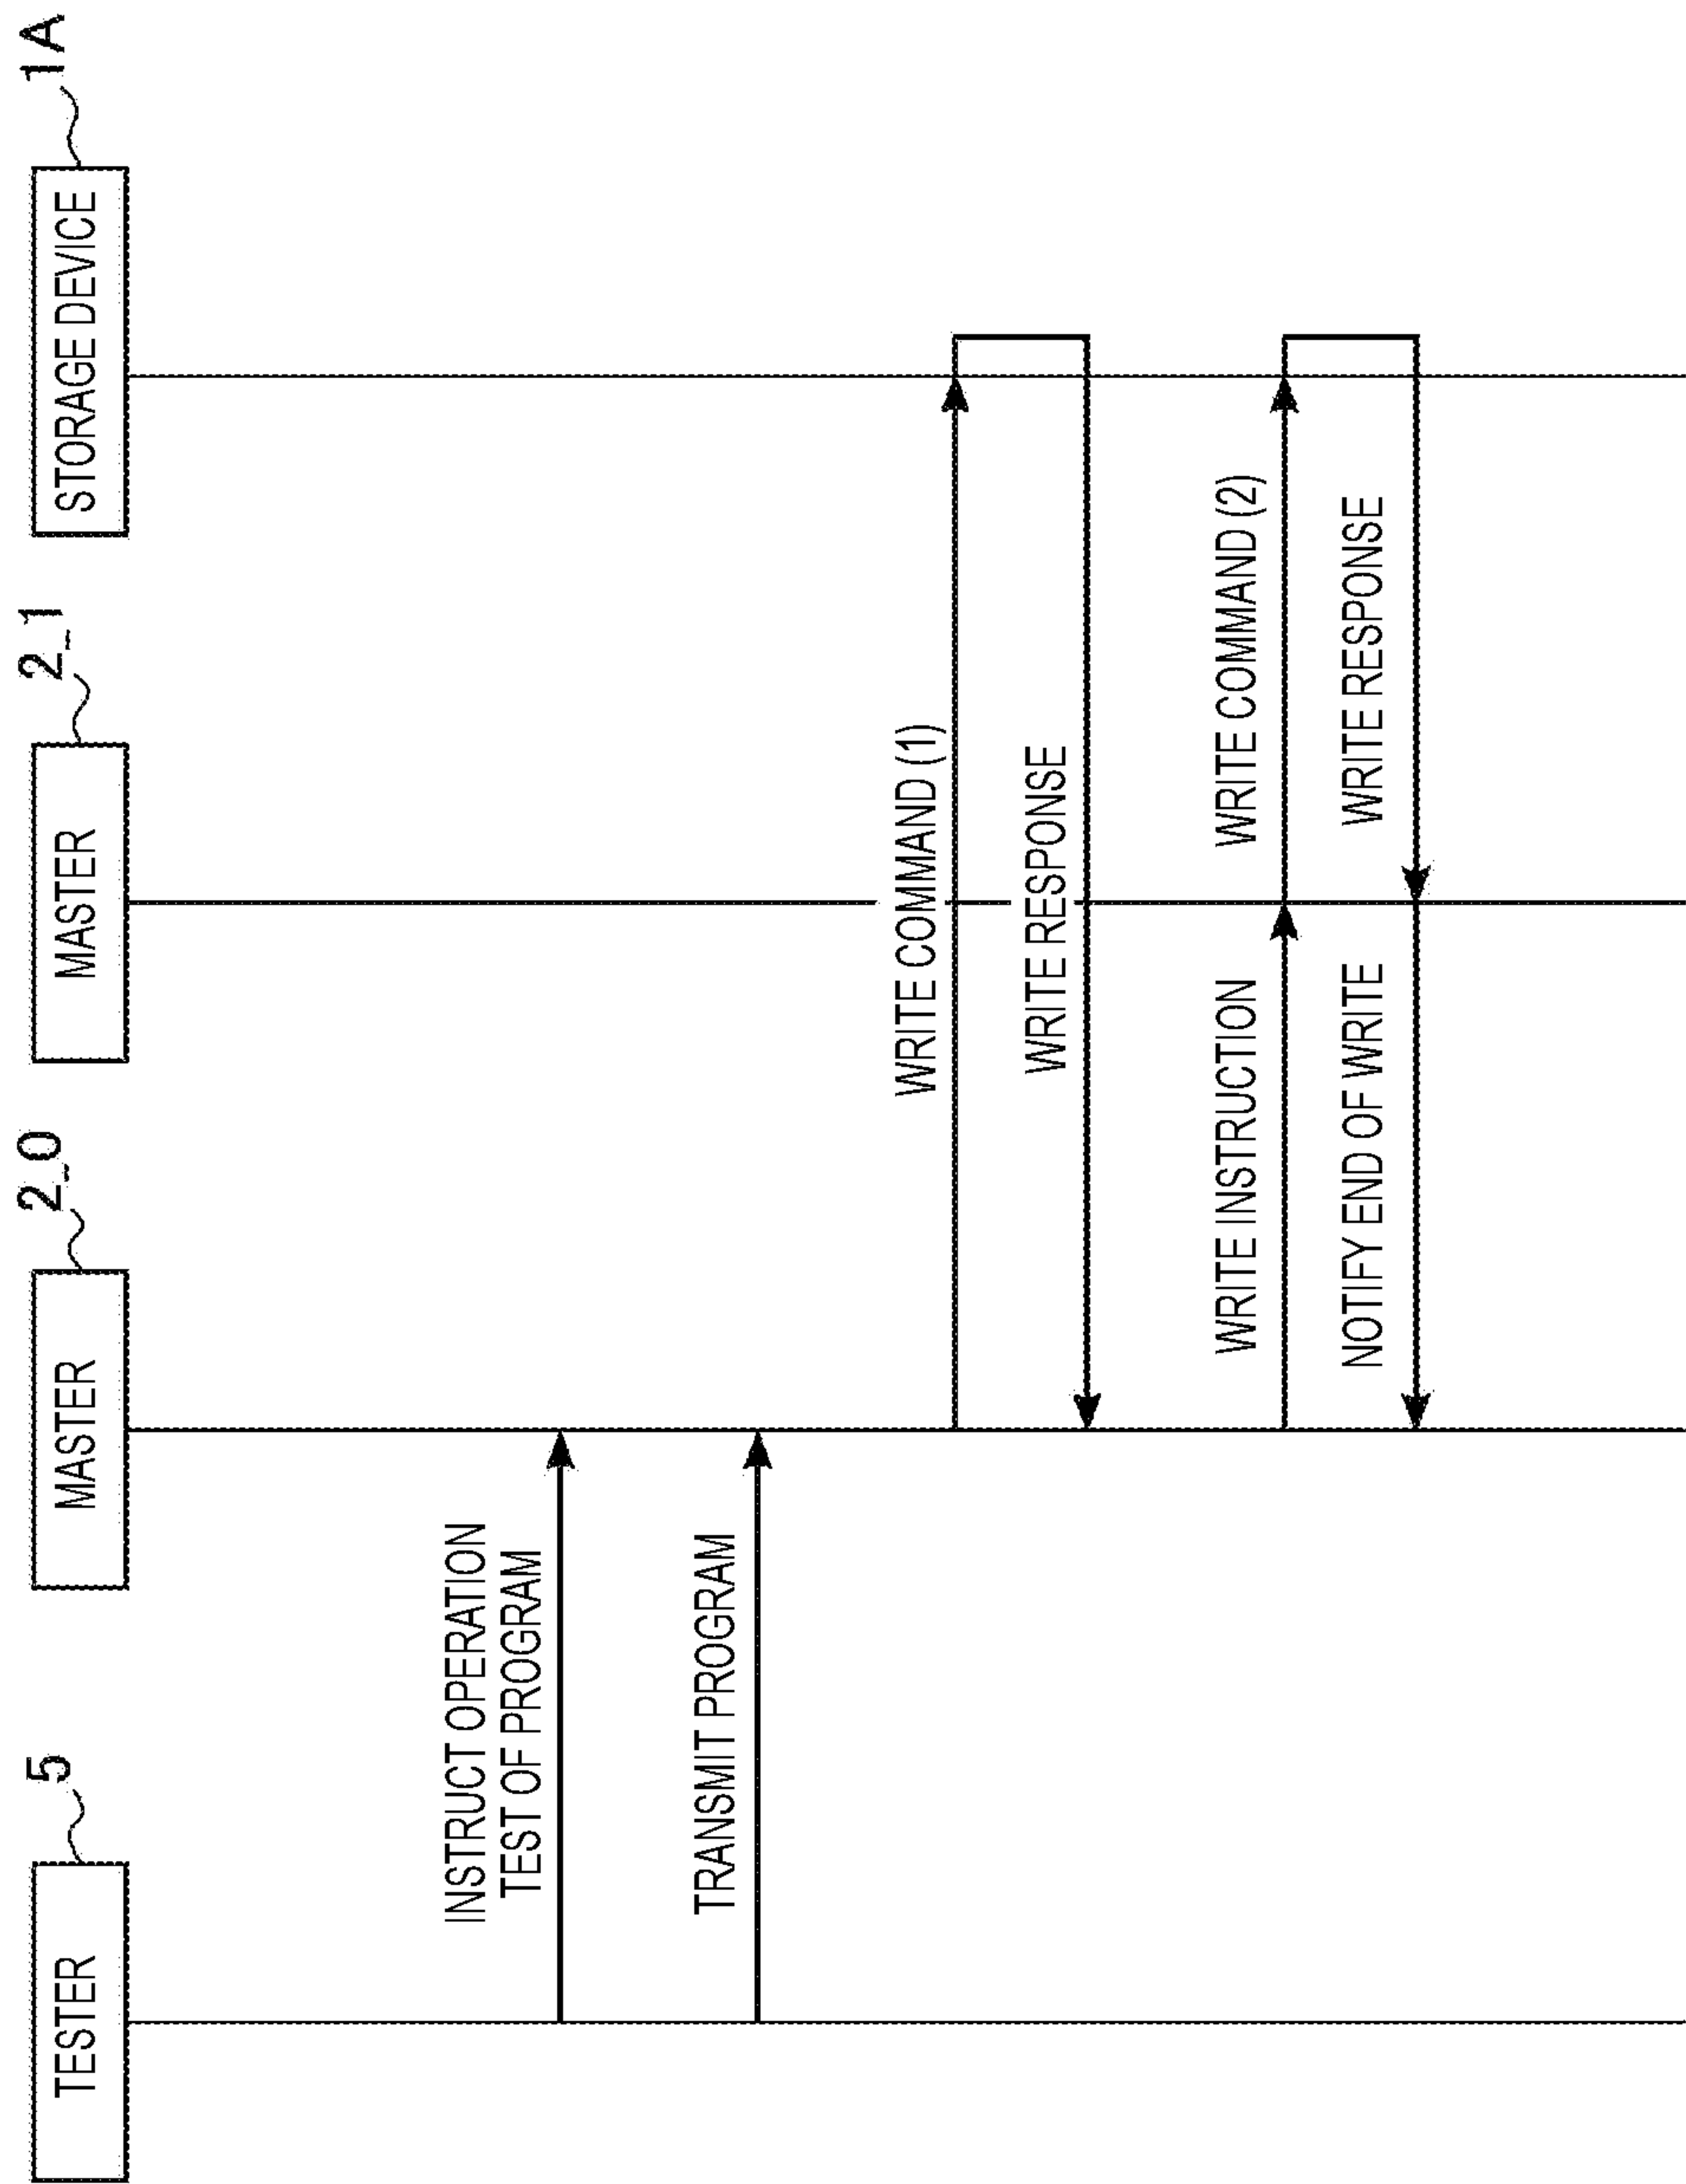 5
TESTER
2_0
MASTER
2_1
MASTER
1A
STORAGE DEVICE
INSTRUCT OPERATION
TEST OF PROGRAM
TRANSMIT PROGRAM
WRITE COMMAND (1)
WRITE RESPONSE
WRITE INSTRUCTION
WRITE COMMAND (2)
NOTIFY END OF WRITE
WRITE RESPONSE